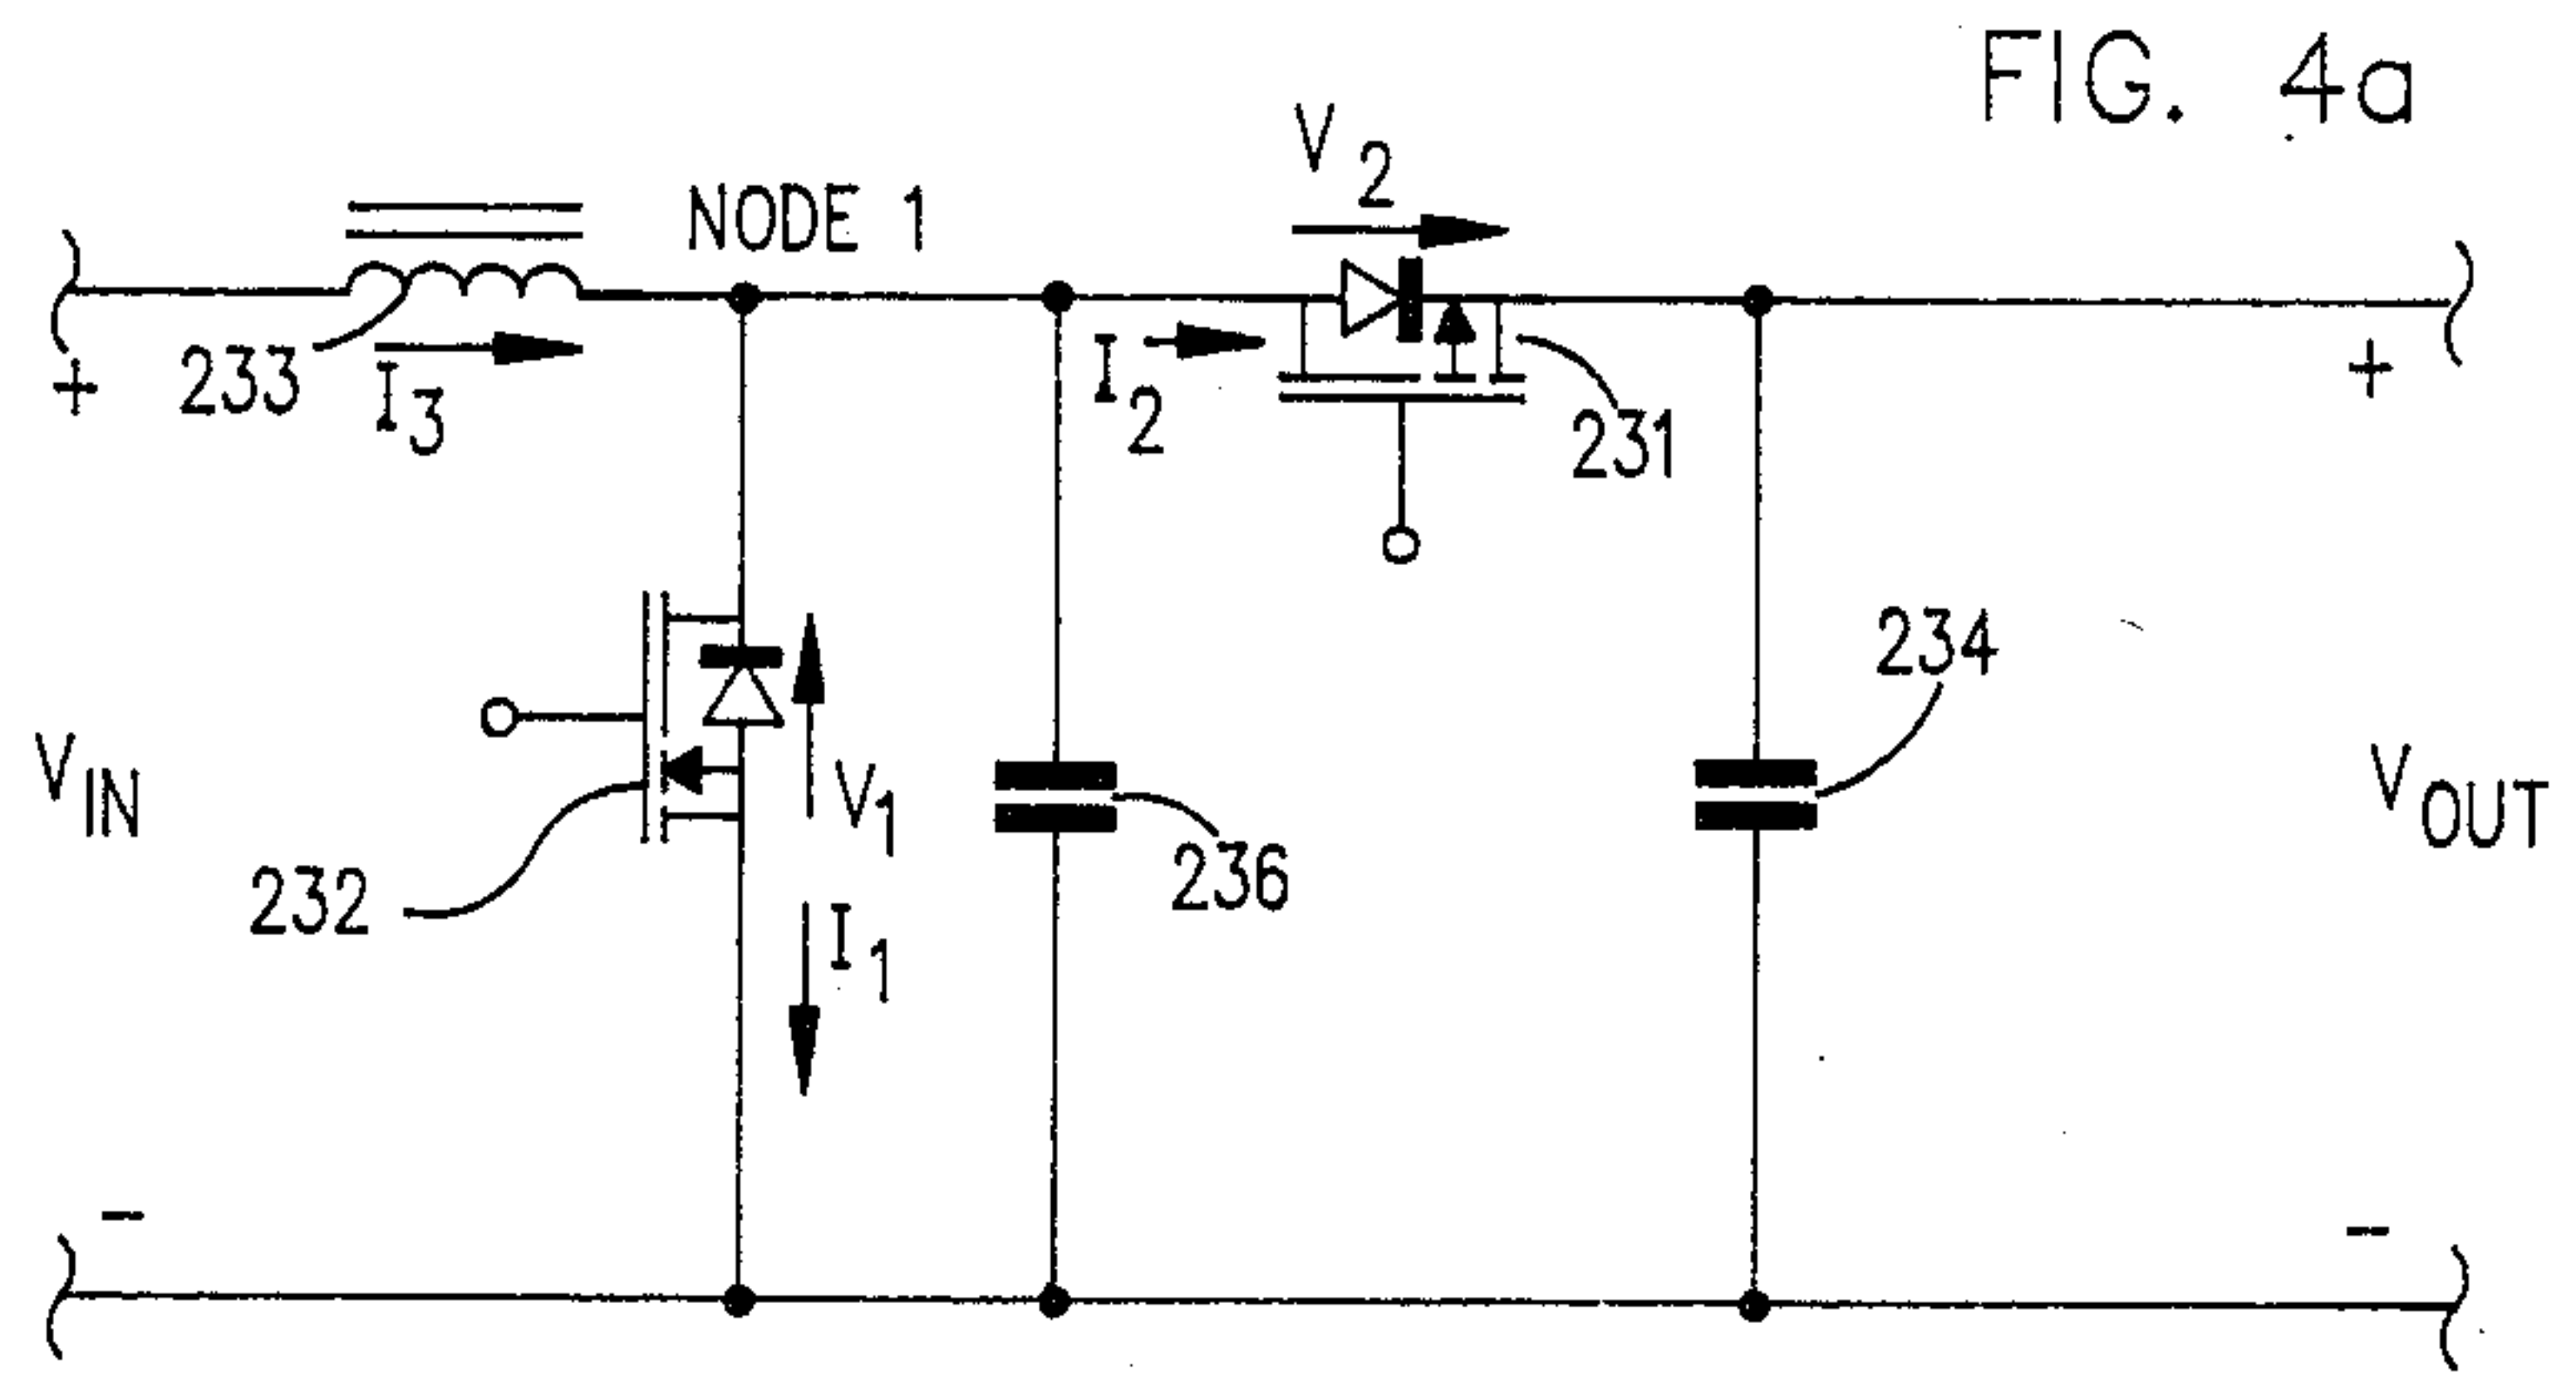 FIG. 4a
V2
NODE 1
+
233
I3
I2
231
+
VIN
232
V1
I1
236
234
VOUT
-
-